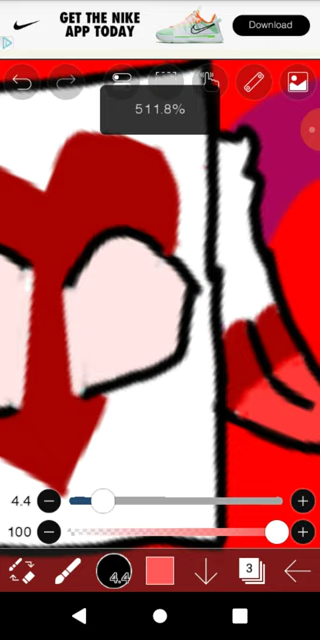 GET THE NIKE
APP TODAY
Download
511.8%
4.4
100
4.4
3